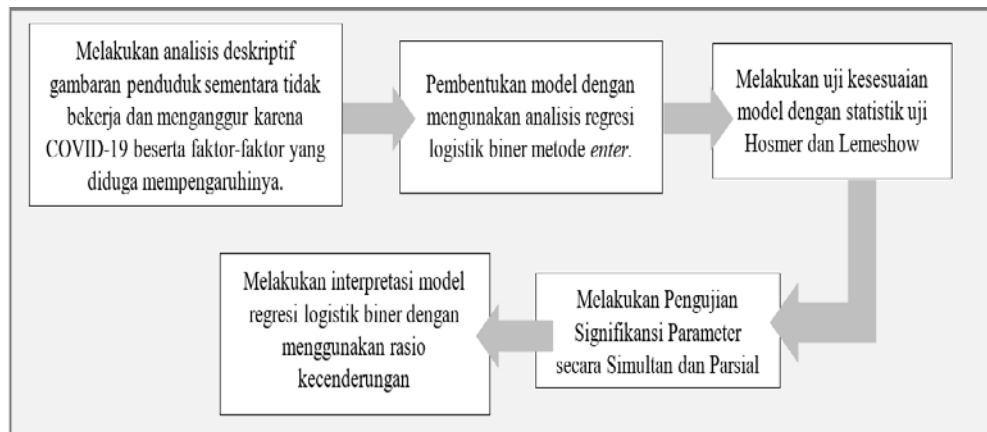 Melakukan analisis deskriptif
gambaran penduduk sementara tidak
bekerja dan menganggur karena
COVID-19 beserta faktor-faktor yang
diduga mempengaruhinya.
Pembentukan model dengan
mengunakan analisis regresi
logistik biner metode enter.
Melakukan uji kesesuaian
model dengan statistik uji
Hosmer dan Lemeshow
Melakukan Pengujian
Signifikansi Parameter
secara Simultan dan Parsial
Melakukan interpretasi model
regresi logistik biner dengan
menggunakan rasio
kecenderungan